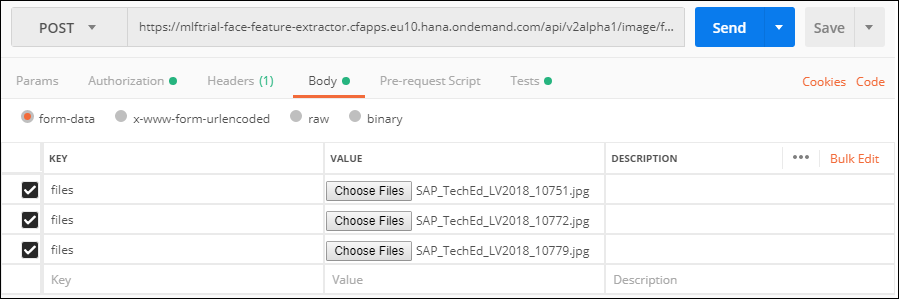 POST https://mlftrial-face-feature-extractor.cfapps.eu10.hana.ondemand.com/api/v2alpha1/image/f... Send Save
Params Authorization Headers (1) Body Pre-request Script Tests Cookies Code
form-data x-www-form-urlencoded raw binary
KEY VALUE DESCRIPTION ••• Bulk Edit
files Choose Files SAP_TechEd_LV2018_10751.jpg
files Choose Files SAP_TechEd_LV2018_10772.jpg
files Choose Files SAP_TechEd_LV2018_10779.jpg
Key Value Description